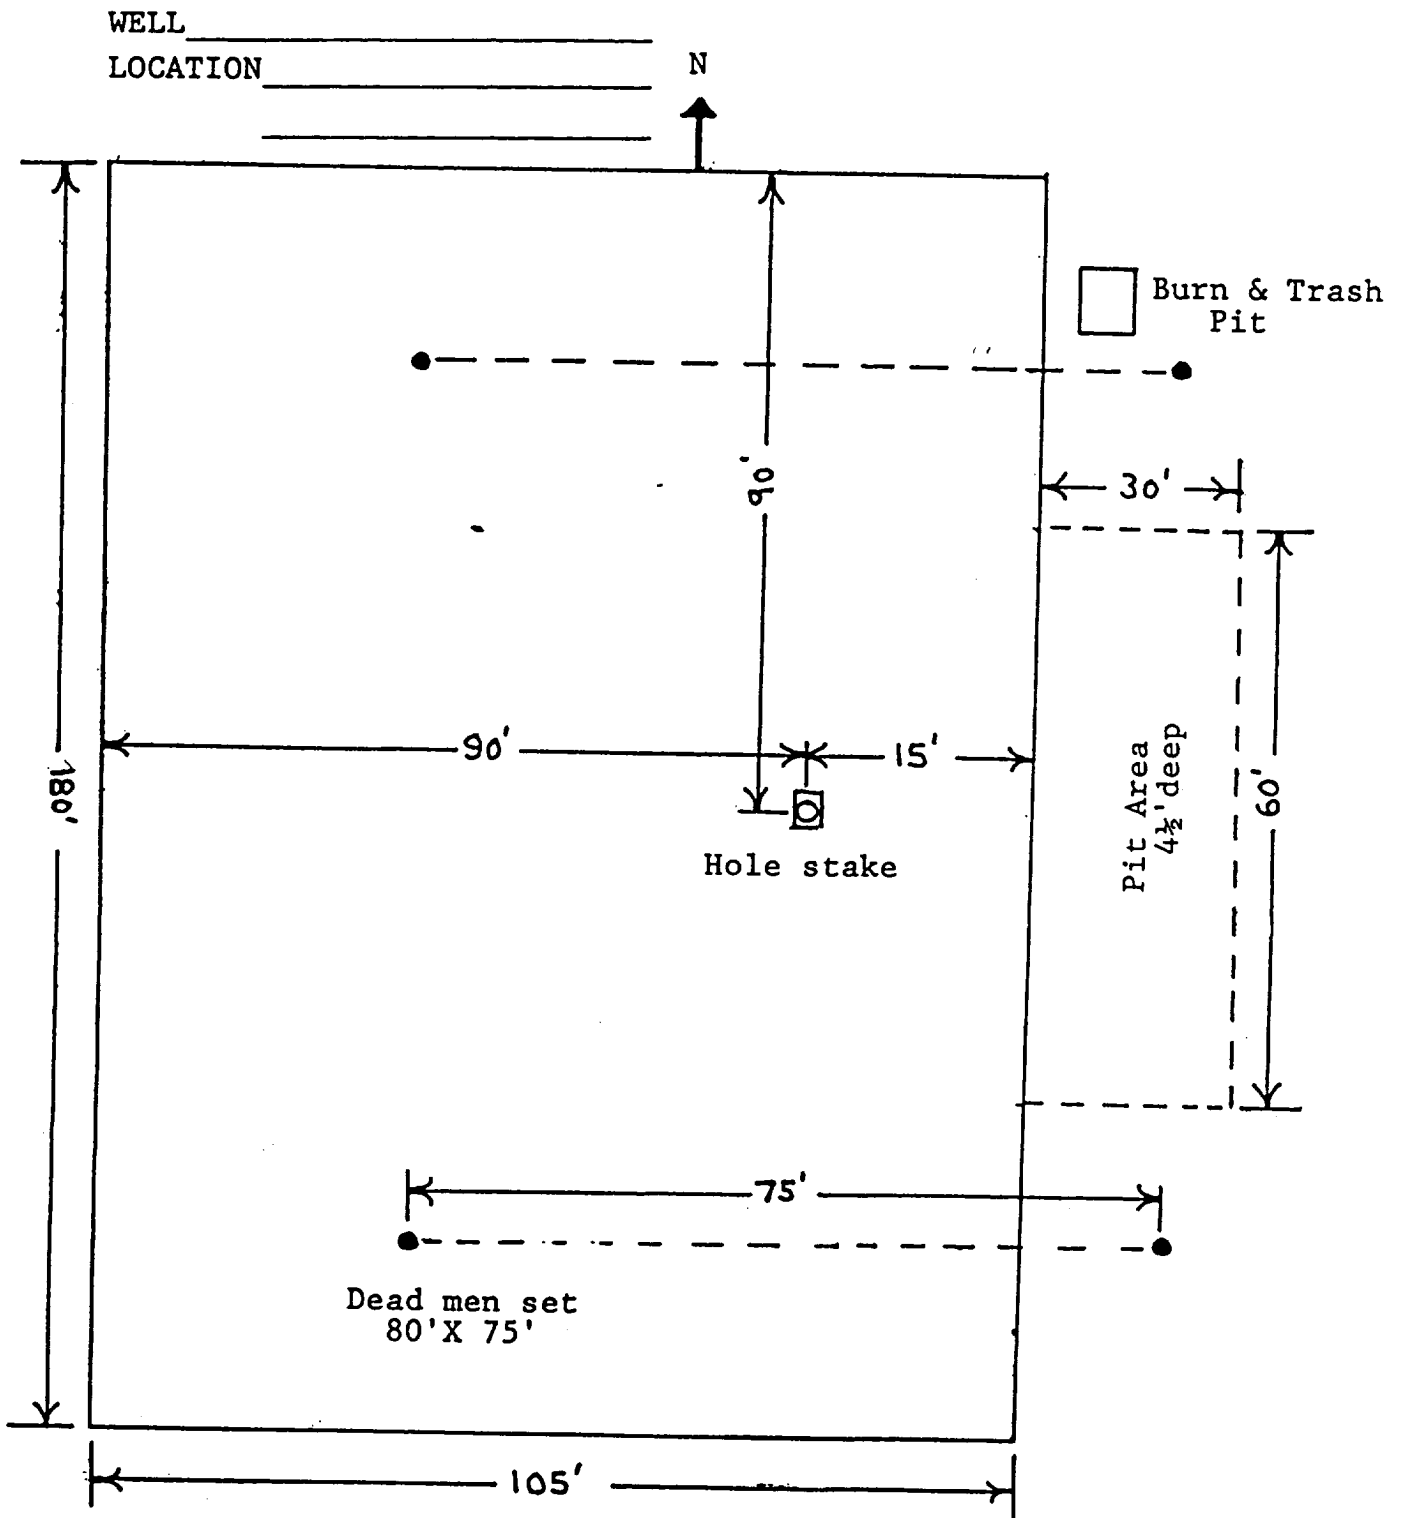 WELL
LOCATION
N
Burn & Trash
Pit
90'
30'
180'
90'
15'
Hole stake
Pit Area
4½' deep
60'
75'
Dead men set
80'X 75'
105'